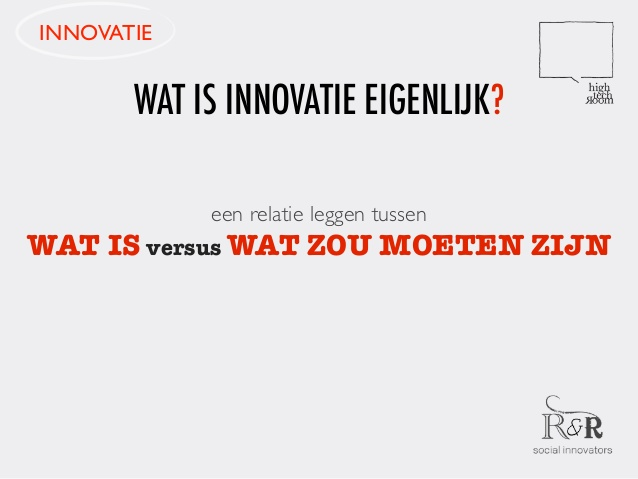 INNOVATIE
high
tech
Room
WAT IS INNOVATIE EIGENLIJK?
een relatie leggen tussen
WAT IS versus WAT ZOU MOETEN ZIJN
R&R
social innovators